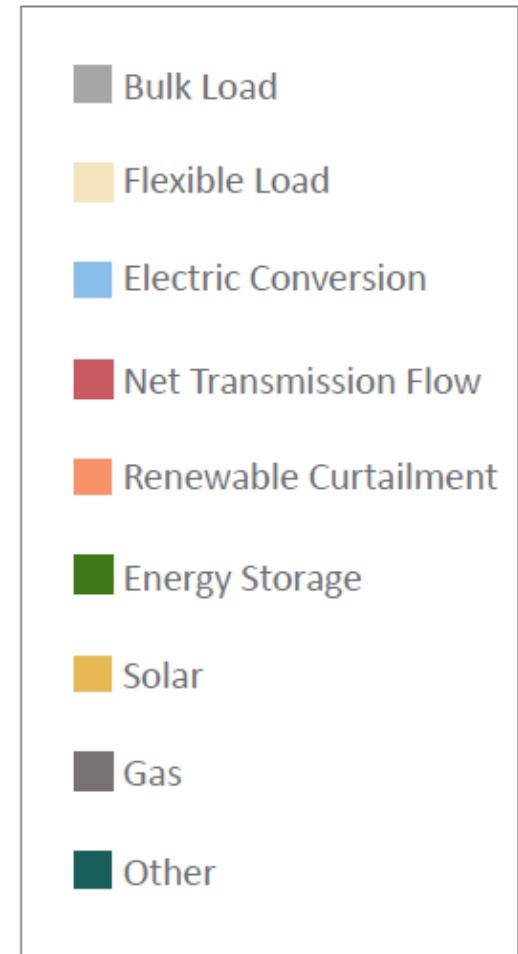 Bulk Load
Flexible Load
Electric Conversion
Net Transmission Flow
Renewable Curtailment
Energy Storage
Solar
Gas
Other